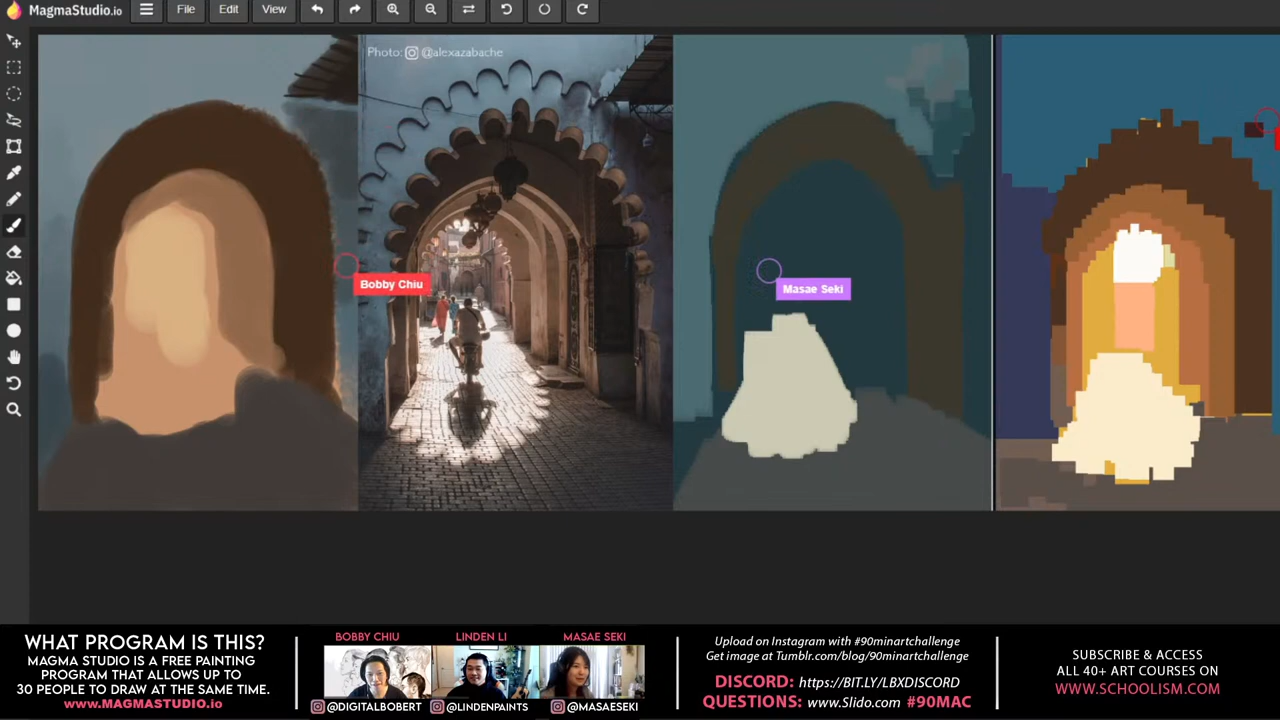 MagmaStudio.io
File
Edit
View
Photo: @alexazabache
Bobby Chiu
Masae Seki
WHAT PROGRAM IS THIS?
MAGMA STUDIO IS A FREE PAINTING
PROGRAM THAT ALLOWS UP TO
30 PEOPLE TO DRAW AT THE SAME TIME.
www.MAGMASTUDIO.io
BOBBY CHIU
LINDEN LI
MASAE SEKI
@DIGITALBOBERT
@LINDENPAINTS
@MASAESEKI
Upload on Instagram with #90minartchallenge
Get image at Tumblr.com/blog/90minartchallenge
DISCORD: https://BIT.LY/LBXDISCORD
QUESTIONS: www.Slido.com #90MAC
SUBSCRIBE & ACCESS
ALL 40+ ART COURSES ON
WWW.SCHOOLISM.COM